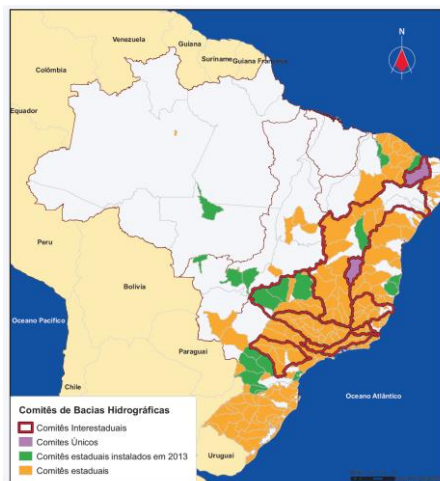 Venezuela
Guiana
Suriname
Guiana Francesa
Colômbia
Equador
N
Peru
Bolívia
Oceano Pacífico
Paraguai
Chile
Oceano Atlântico
Uruguai
Comitês de Bacias Hidrográficas
Comitês Interestaduais
Comites Únicos
Comitês estaduais instalados em 2013
Comitês estaduais